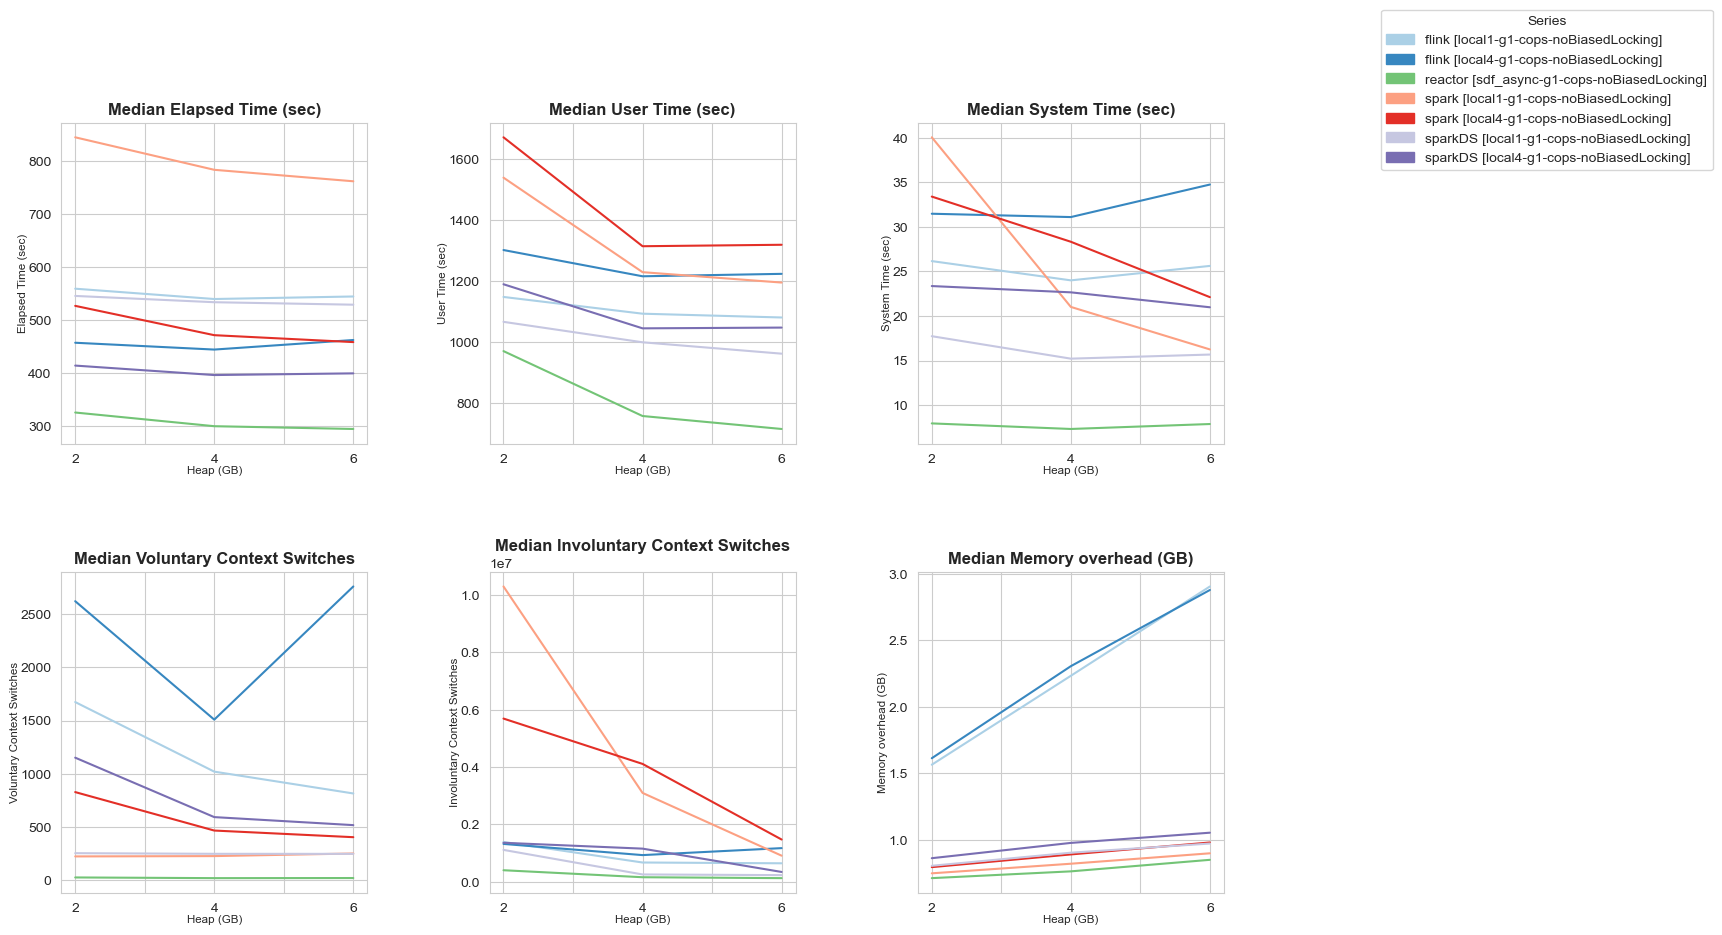 Series
flink [local1-g1-cops-noBiasedLocking]
flink [local4-g1-cops-noBiasedLocking]
reactor [sdf_async-g1-cops-noBiasedLocking]
spark [local1-g1-cops-noBiasedLocking]
spark [local4-g1-cops-noBiasedLocking]
sparkDS [local1-g1-cops-noBiasedLocking]
sparkDS [local4-g1-cops-noBiasedLocking]
Median Elapsed Time (sec)
Elapsed Time (sec)
800
700
600
500
400
300
2 4 6
Heap (GB)
Median User Time (sec)
User Time (sec)
1600
1400
1200
1000
800
2 4 6
Heap (GB)
Median System Time (sec)
System Time (sec)
40
35
30
25
20
15
10
2 4 6
Heap (GB)
Median Voluntary Context Switches
Voluntary Context Switches
2500
2000
1500
1000
500
0
2 4 6
Heap (GB)
Median Involuntary Context Switches
1e7
Involuntary Context Switches
1.0
0.8
0.6
0.4
0.2
0.0
2 4 6
Heap (GB)
Median Memory overhead (GB)
Memory overhead (GB)
3.0
2.5
2.0
1.5
1.0
2 4 6
Heap (GB)